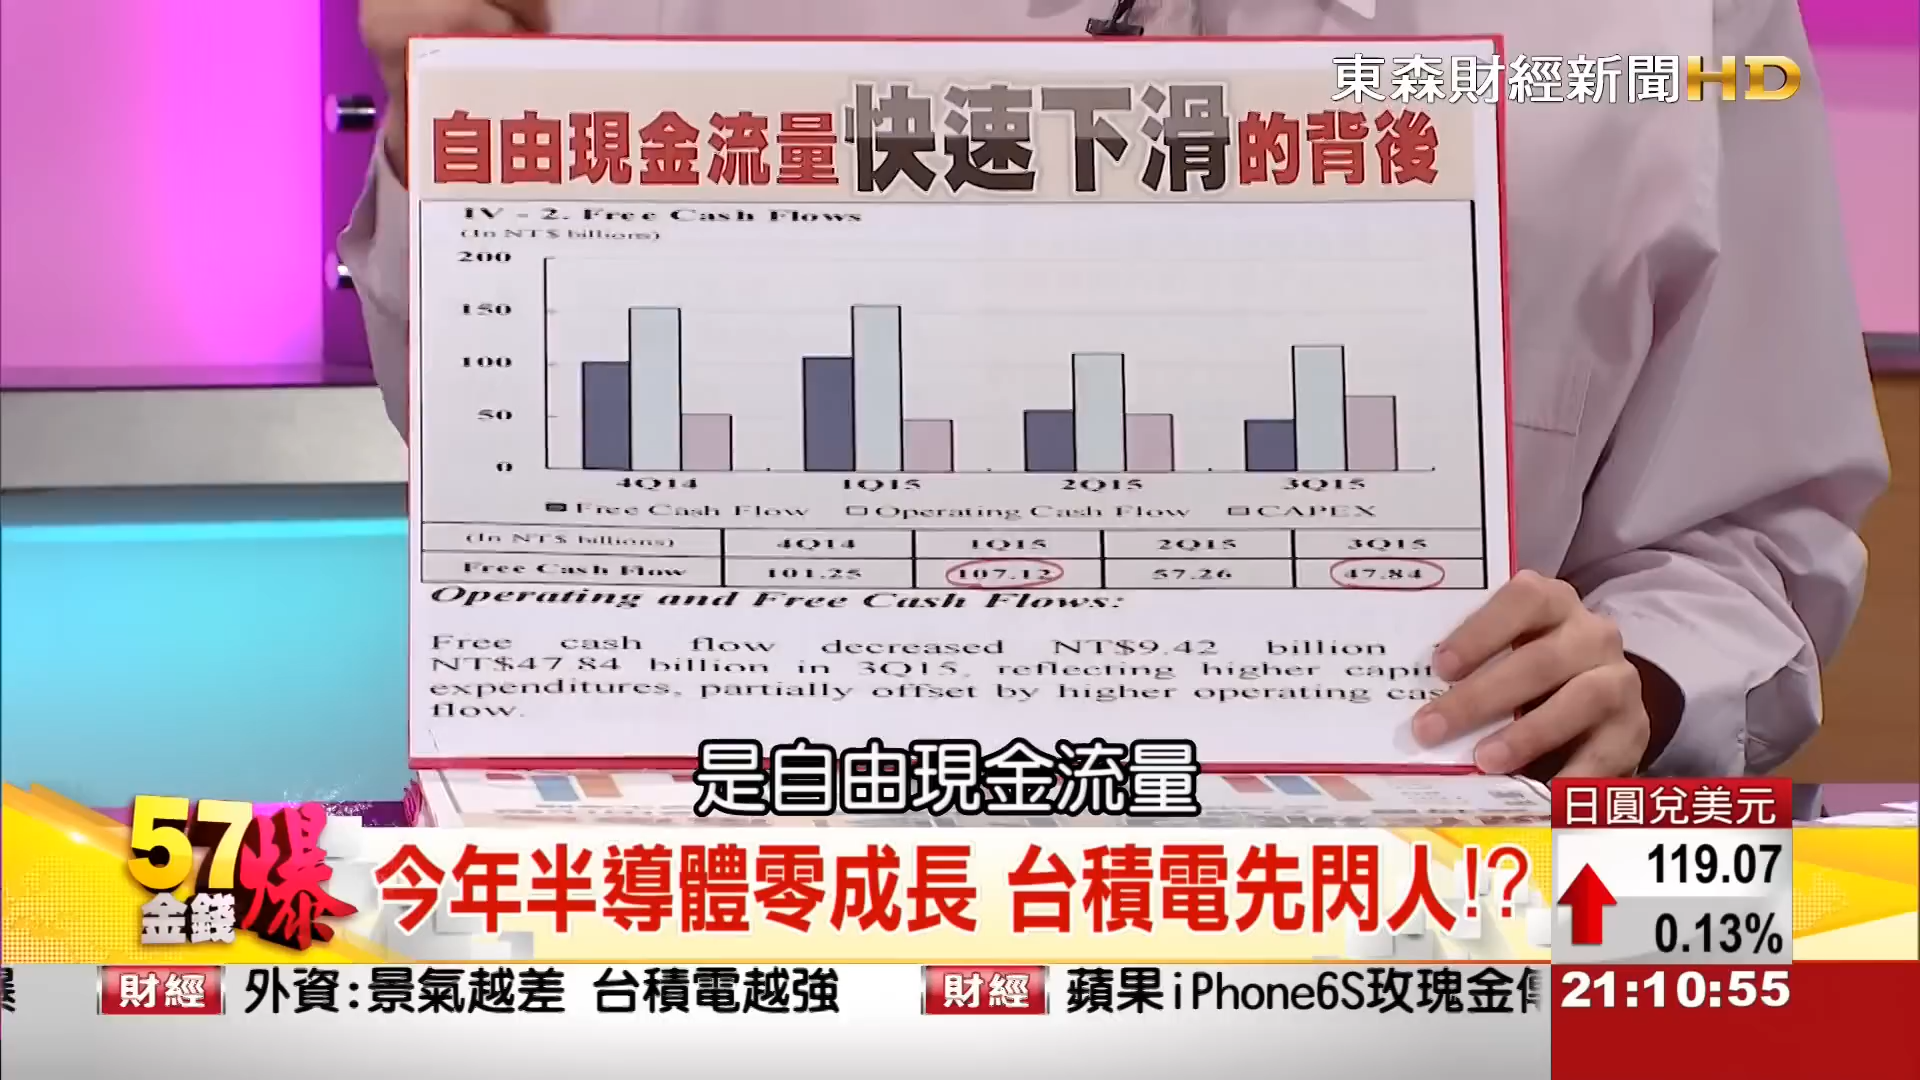 東森財經新聞HD
自由現金流量快速下滑的背後
IV - 2. Free Cash Flows
(In NT$ billions)
200
150
100
50
0
4Q14 1Q15 2Q15 3Q15
Free Cash Flow Operating Cash Flow CAPEX
(In NT$ billions) 4Q14 1Q15 2Q15 3Q15
Free Cash Flow 101.25 107.12 57.26 47.84
Operating and Free Cash Flows:
Free cash flow decreased NT$9.42 billion
NT$47.84 billion in 3Q15, reflecting higher capit
expenditures, partially offset by higher operating cas
flow.
是自由現金流量
57金錢爆
今年半導體零成長 台積電先閃人!?
日圓兌美元
119.07
0.13%
財經 外資:景氣越差 台積電越強 財經 蘋果iPhone6S玫瑰金
21:10:55